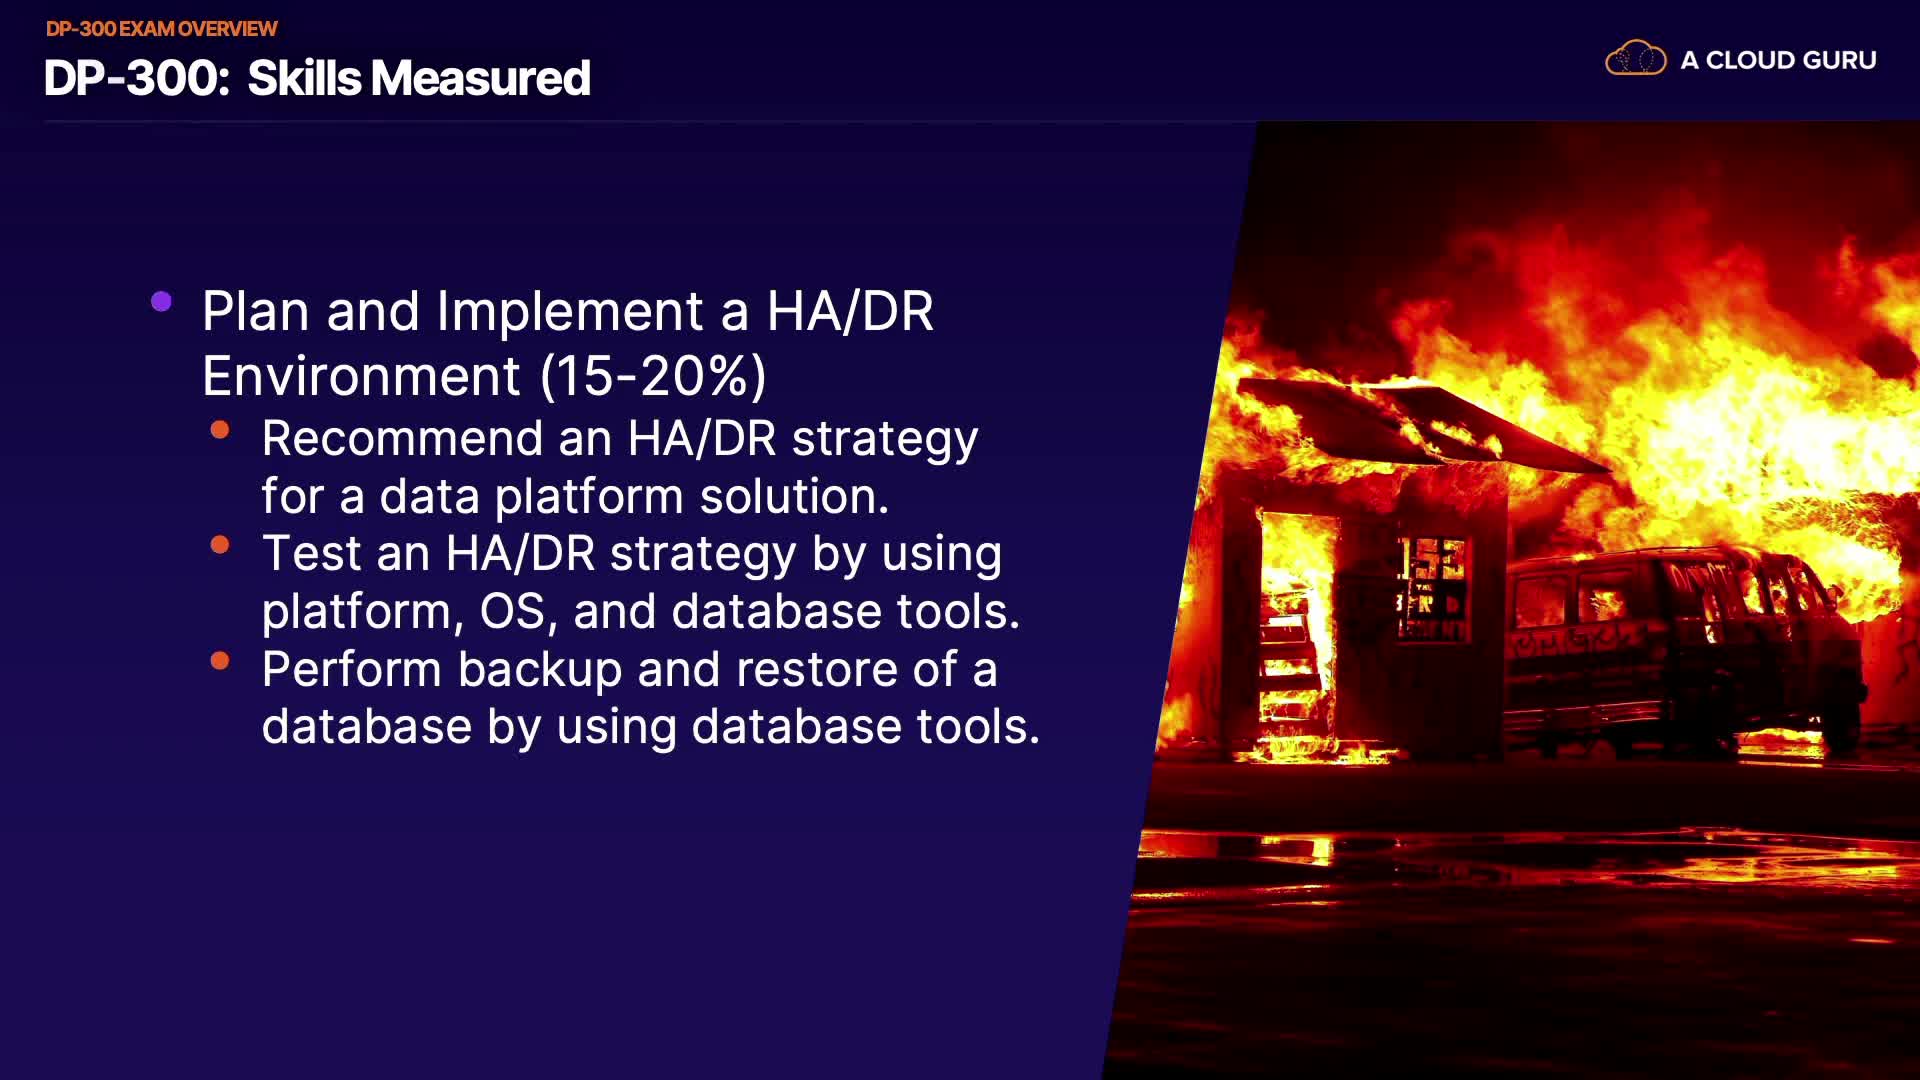 DP-300 EXAM OVERVIEW
DP-300: Skills Measured
A CLOUD GURU
Plan and Implement a HA/DR
Environment (15-20%)
Recommend an HA/DR strategy
for a data platform solution.
Test an HA/DR strategy by using
platform, OS, and database tools.
Perform backup and restore of a
database by using database tools.